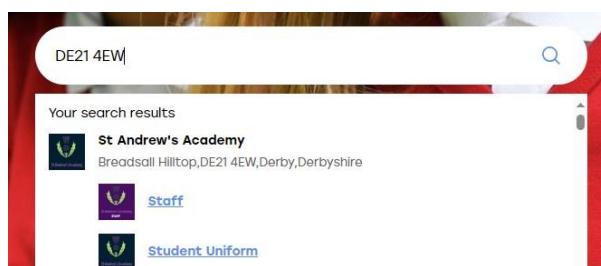 DE21 4EW
Your search results
St Andrew's Academy
Breadsall Hilltop,DE21 4EW,Derby,Derbyshire
Staff
Student Uniform